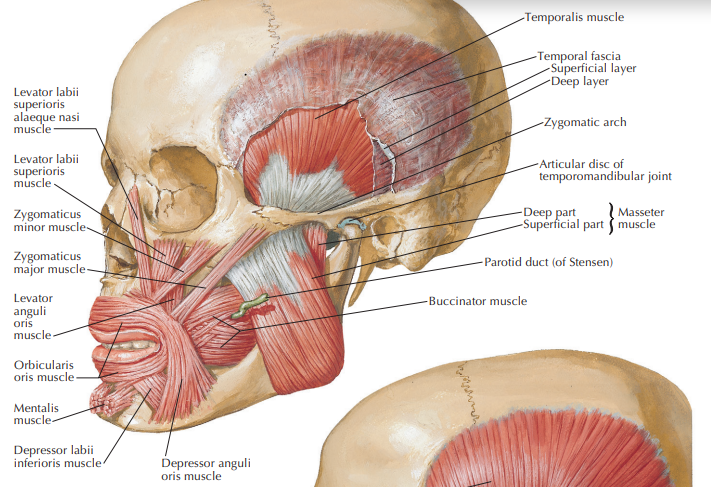 Temporalis muscle
Temporal fascia
Superficial layer
Deep layer
Zygomatic arch
Articular disc of
temporomandibular joint
Deep part
Superficial part
Masseter
muscle
Parotid duct (of Stensen)
Buccinator muscle
Levator labii
superioris
alaeque nasi
muscle
Levator labii
superioris
muscle
Zygomaticus
minor muscle
Zygomaticus
major muscle
Levator
anguli
oris
muscle
Orbicularis
oris muscle
Mentalis
muscle
Depressor labii
inferioris muscle
Depressor anguli
oris muscle